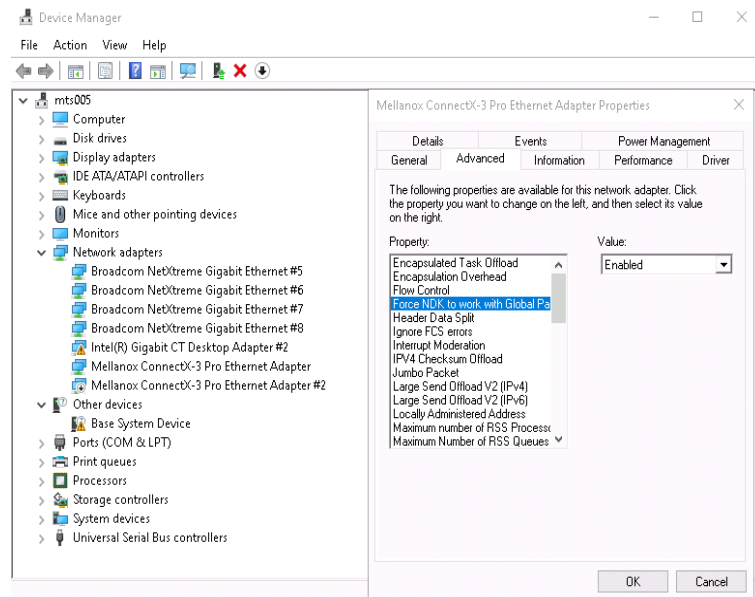 Device Manager
File Action View Help
mts005
Computer
Disk drives
Display adapters
IDE ATA/ATAPI controllers
Keyboards
Mice and other pointing devices
Monitors
Network adapters
Broadcom NetXtreme Gigabit Ethernet #5
Broadcom NetXtreme Gigabit Ethernet #6
Broadcom NetXtreme Gigabit Ethernet #7
Broadcom NetXtreme Gigabit Ethernet #8
Intel(R) Gigabit CT Desktop Adapter #2
Mellanox ConnectX-3 Pro Ethernet Adapter
Mellanox ConnectX-3 Pro Ethernet Adapter #2
Other devices
Base System Device
Ports (COM & LPT)
Print queues
Processors
Storage controllers
System devices
Universal Serial Bus controllers
Mellanox ConnectX-3 Pro Ethernet Adapter Properties
Details Events Power Management
General Advanced Information Performance Driver
The following properties are available for this network adapter. Click
the property you want to change on the left, and then select its value
on the right.
Property: Value:
Encapsulated Task Offload
Enabled
Encapsulation Overhead
Flow Control
Force NDK to work with Global Pa
Header Data Split
Ignore FCS errors
Interrupt Moderation
IPV4 Checksum Offload
Jumbo Packet
Large Send Offload V2 (IPv4)
Large Send Offload V2 (IPv6)
Locally Administered Address
Maximum number of RSS Processo
Maximum Number of RSS Queues
OK Cancel